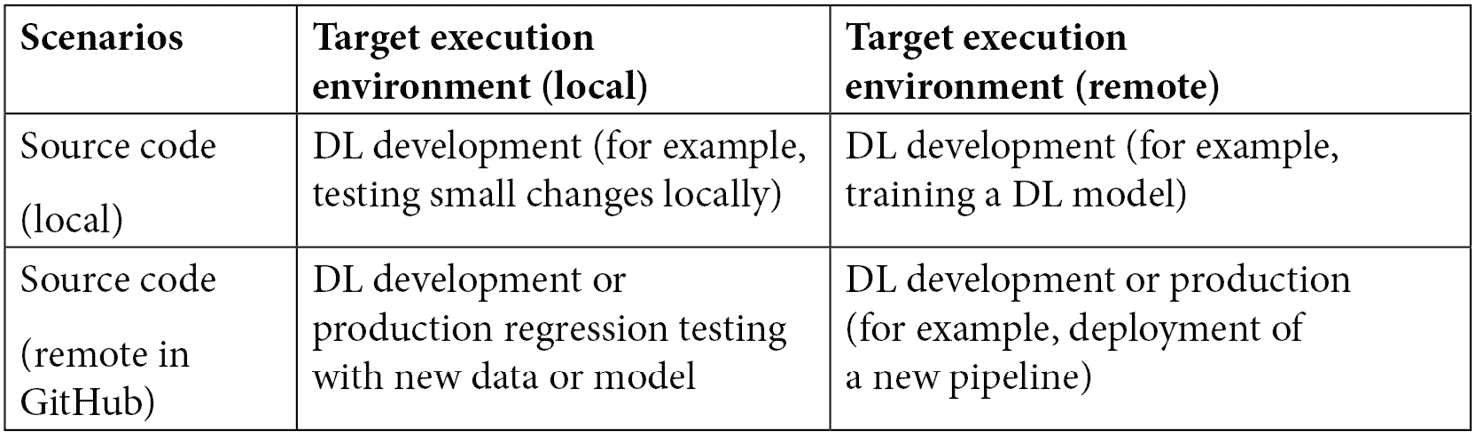 Scenarios
Target execution
environment (local)
Target execution
environment (remote)
Source code
(local)
DL development (for example,
testing small changes locally)
DL development (for example,
training a DL model)
Source code
(remote in
GitHub)
DL development or
production regression testing
with new data or model
DL development or production
(for example, deployment of
a new pipeline)